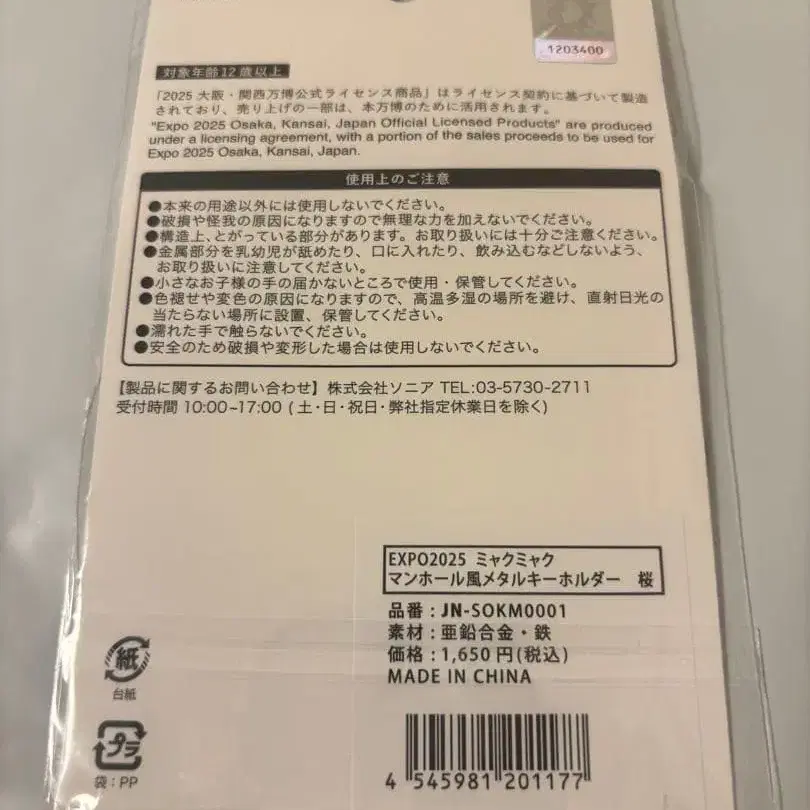 1203400
対象年齢12歳以上
「2025 大阪・関西万博公式ライセンス商品」はライセンス契約に基づいて製造
されており、売り上げの一部は、本万博のために活用されます。
"Expo 2025 Osaka, Kansai, Japan Official Licensed Products" are produced
under a licensing agreement, with a portion of the sales proceeds to be used for
Expo 2025 Osaka, Kansai, Japan.
使用上のご注意
●本来の用途以外には使用しないでください。
●破損や怪我の原因になりますので無理な力を加えないでください。
●構造上、とがっている部分があります。お取り扱いには十分ご注意ください。
●金属部分を乳幼児が舐めたり、口に入れたり、飲み込むなどしないよう、
お取り扱いに注意してください。
●小さなお子様の手の届かないところで使用・保管してください。
●色褪せや変色の原因になりますので、高温多湿の場所を避け、直射日光の
当たらない場所に設置、保管してください。
●濡れた手で触らないでください。
●安全のため破損や変形した場合は使用しないでください。
【製品に関するお問い合わせ】株式会社ソニア TEL:03-5730-2711
受付時間 10:00~17:00 (土・日・祝日・弊社指定休業日を除く)
EXPO2025 ミャクミャク
マンホール風メタルキーホルダー 桜
品番:JN-SOKM0001
素材:亜鉛合金・鉄
価格:1,650円(税込)
MADE IN CHINA
紙
台紙
プラ
袋:PP
4 545981 201177